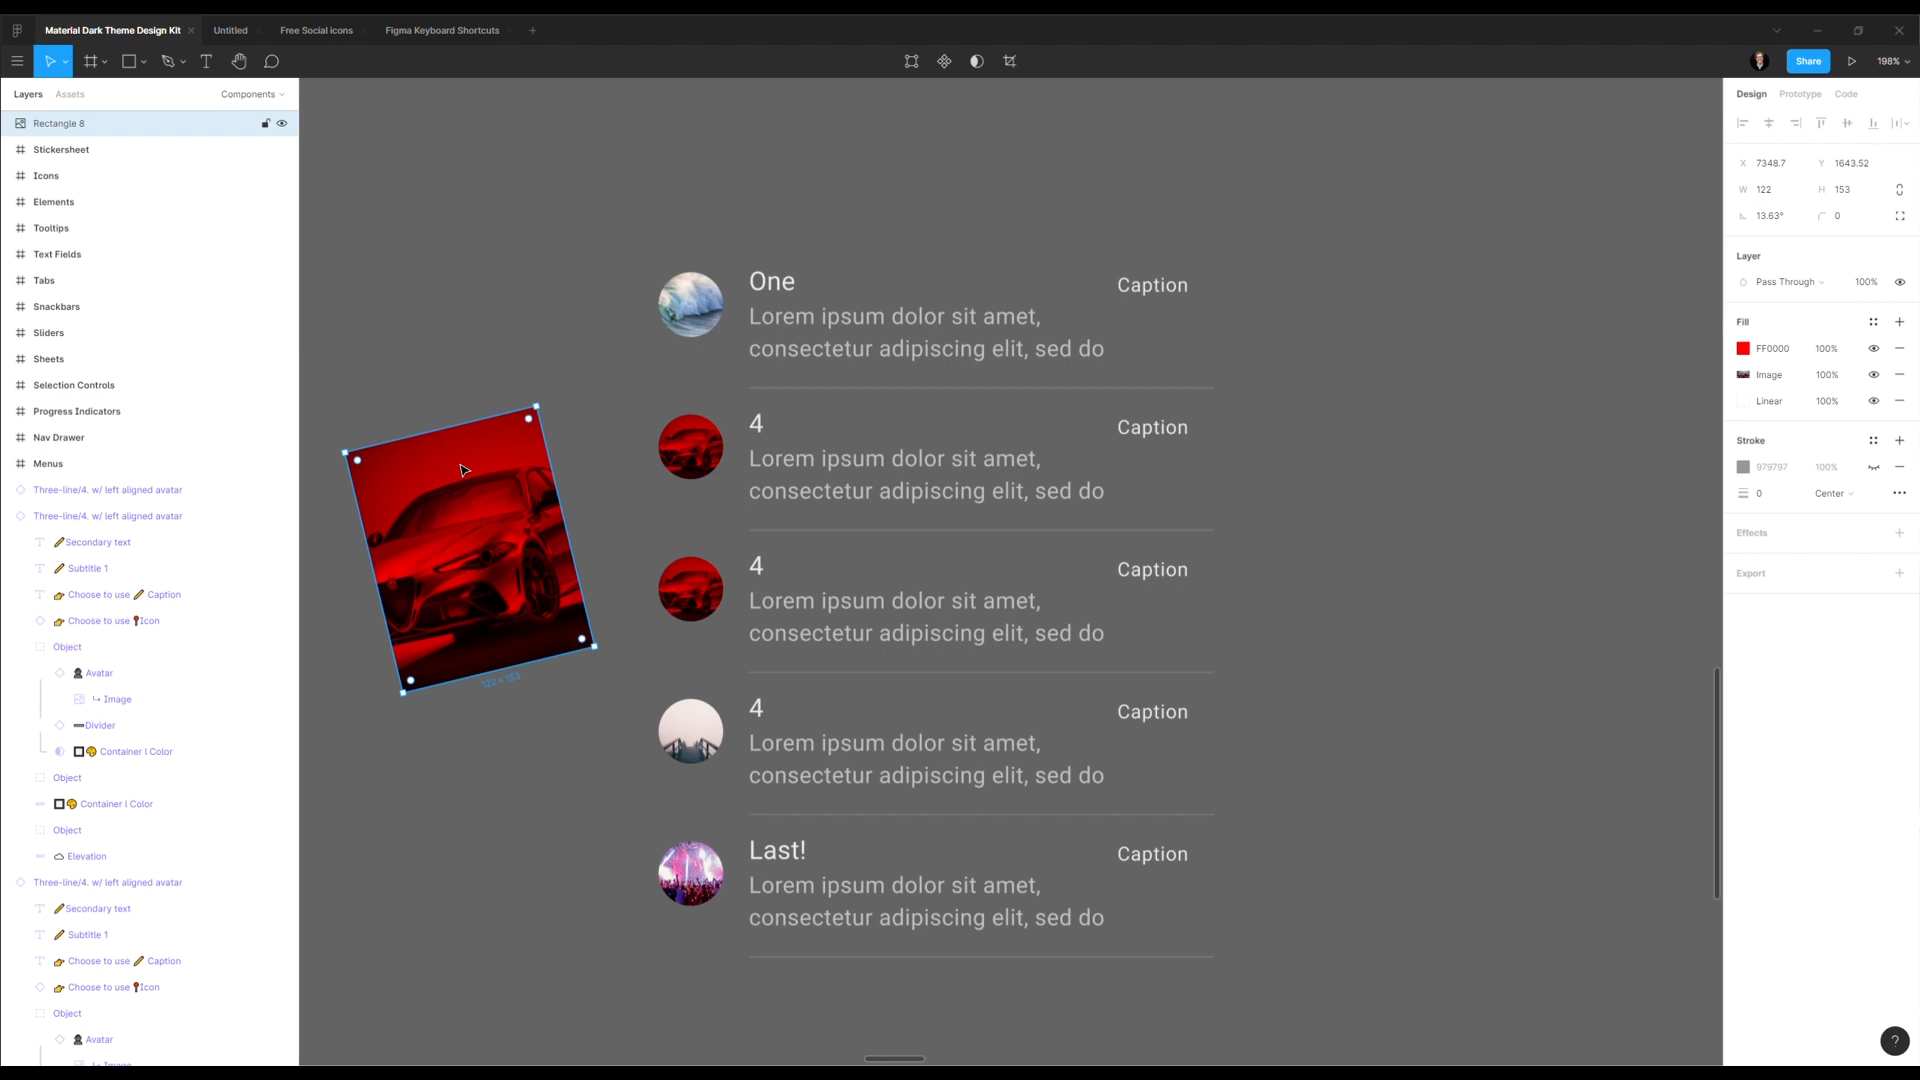 Material Dark Theme Design Kit
Untitled
Free Social icons
Figma Keyboard Shortcuts
Share
198%
Layers
Assets
Components
Design
Prototype
Code
Rectangle 8
Stickersheet
Icons
Elements
Tooltips
Text Fields
Tabs
Snackbars
Sliders
Sheets
Selection Controls
Progress Indicators
Nav Drawer
Menus
Three-line/4. w/ left aligned avatar
Three-line/4. w/ left aligned avatar
Secondary text
Subtitle 1
Choose to use Caption
Choose to use Icon
Object
Avatar
Image
Divider
Container l Color
Object
Container l Color
Object
Elevation
Three-line/4. w/ left aligned avatar
Secondary text
Subtitle 1
Choose to use Caption
Choose to use Icon
Object
Avatar
Image
122 × 153
One
Caption
Lorem ipsum dolor sit amet,
consectetur adipiscing elit, sed do
4
Caption
Lorem ipsum dolor sit amet,
consectetur adipiscing elit, sed do
4
Caption
Lorem ipsum dolor sit amet,
consectetur adipiscing elit, sed do
4
Caption
Lorem ipsum dolor sit amet,
consectetur adipiscing elit, sed do
Last!
Caption
Lorem ipsum dolor sit amet,
consectetur adipiscing elit, sed do
X 7348.7 Y 1643.52
W 122 H 153
13.63° 0
Layer
Pass Through 100%
Fill
FF0000 100%
Image 100%
Linear 100%
Stroke
979797 100%
0 Center
Effects
Export
?